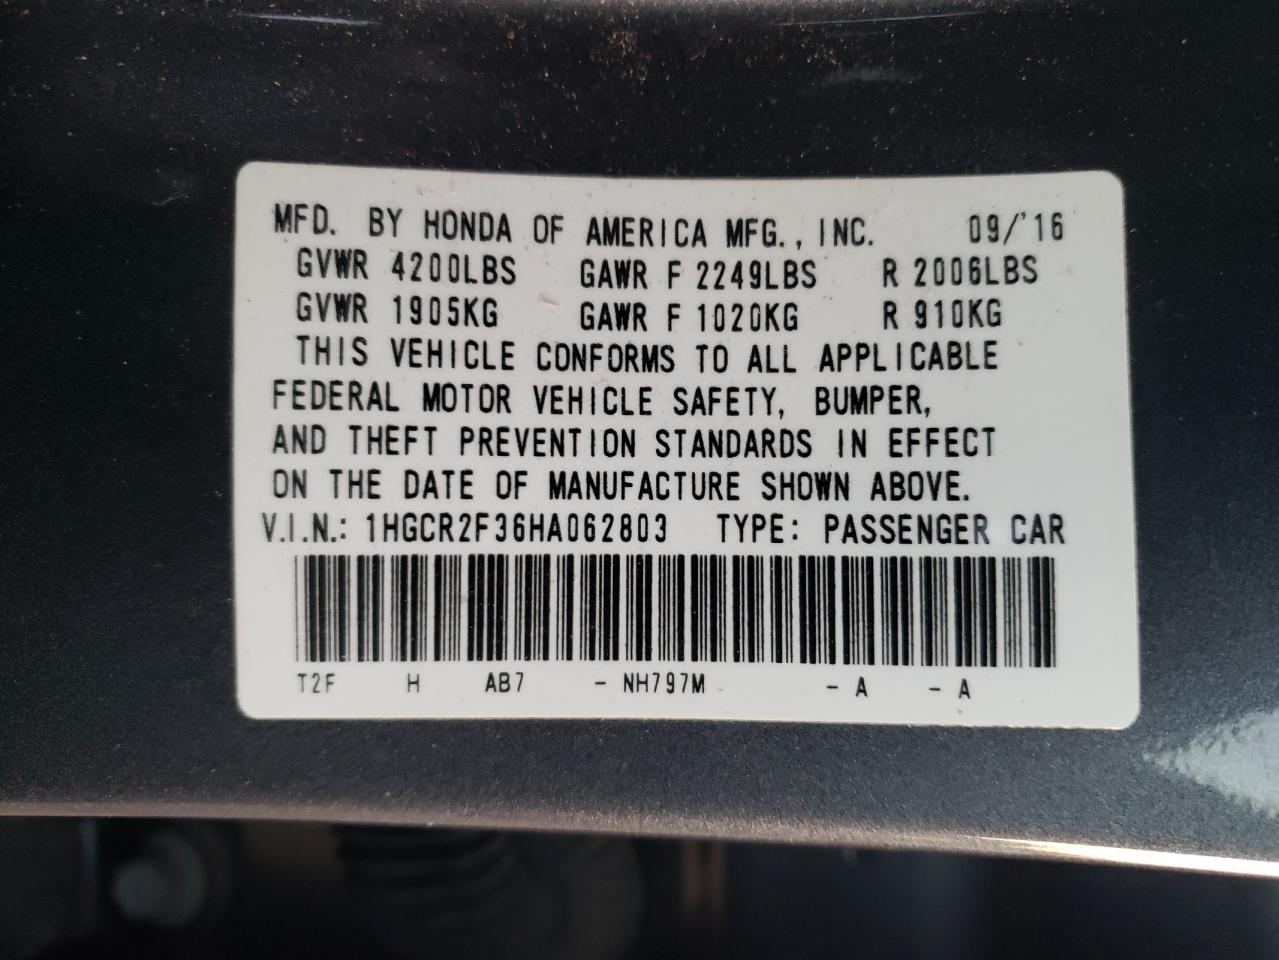 MFD. BY HONDA OF AMERICA MFG., INC. 09/'16
GVWR 4200LBS GAWR F 2249LBS R 2006LBS
GVWR 1905KG GAWR F 1020KG R 910KG
THIS VEHICLE CONFORMS TO ALL APPLICABLE
FEDERAL MOTOR VEHICLE SAFETY, BUMPER,
AND THEFT PREVENTION STANDARDS IN EFFECT
ON THE DATE OF MANUFACTURE SHOWN ABOVE.
V.I.N.: 1HGCR2F36HA062803 TYPE: PASSENGER CAR
T2F H AB7 - NH797M - A - A